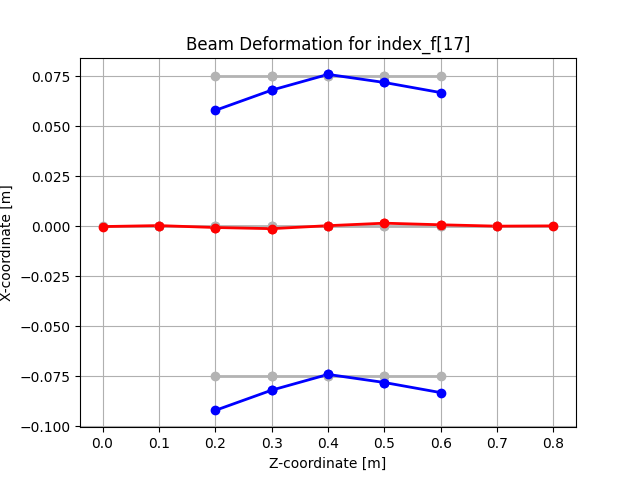 Beam Deformation for index_f[17]
0.075
0.050
0.025
0.000
−0.025
−0.050
−0.075
−0.100
X-coordinate [m]
0.0 0.1 0.2 0.3 0.4 0.5 0.6 0.7 0.8
Z-coordinate [m]